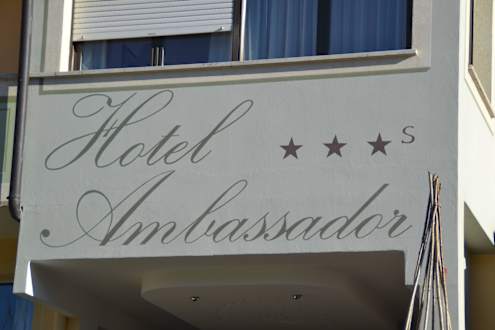 Hotel ★★★S
Ambassador